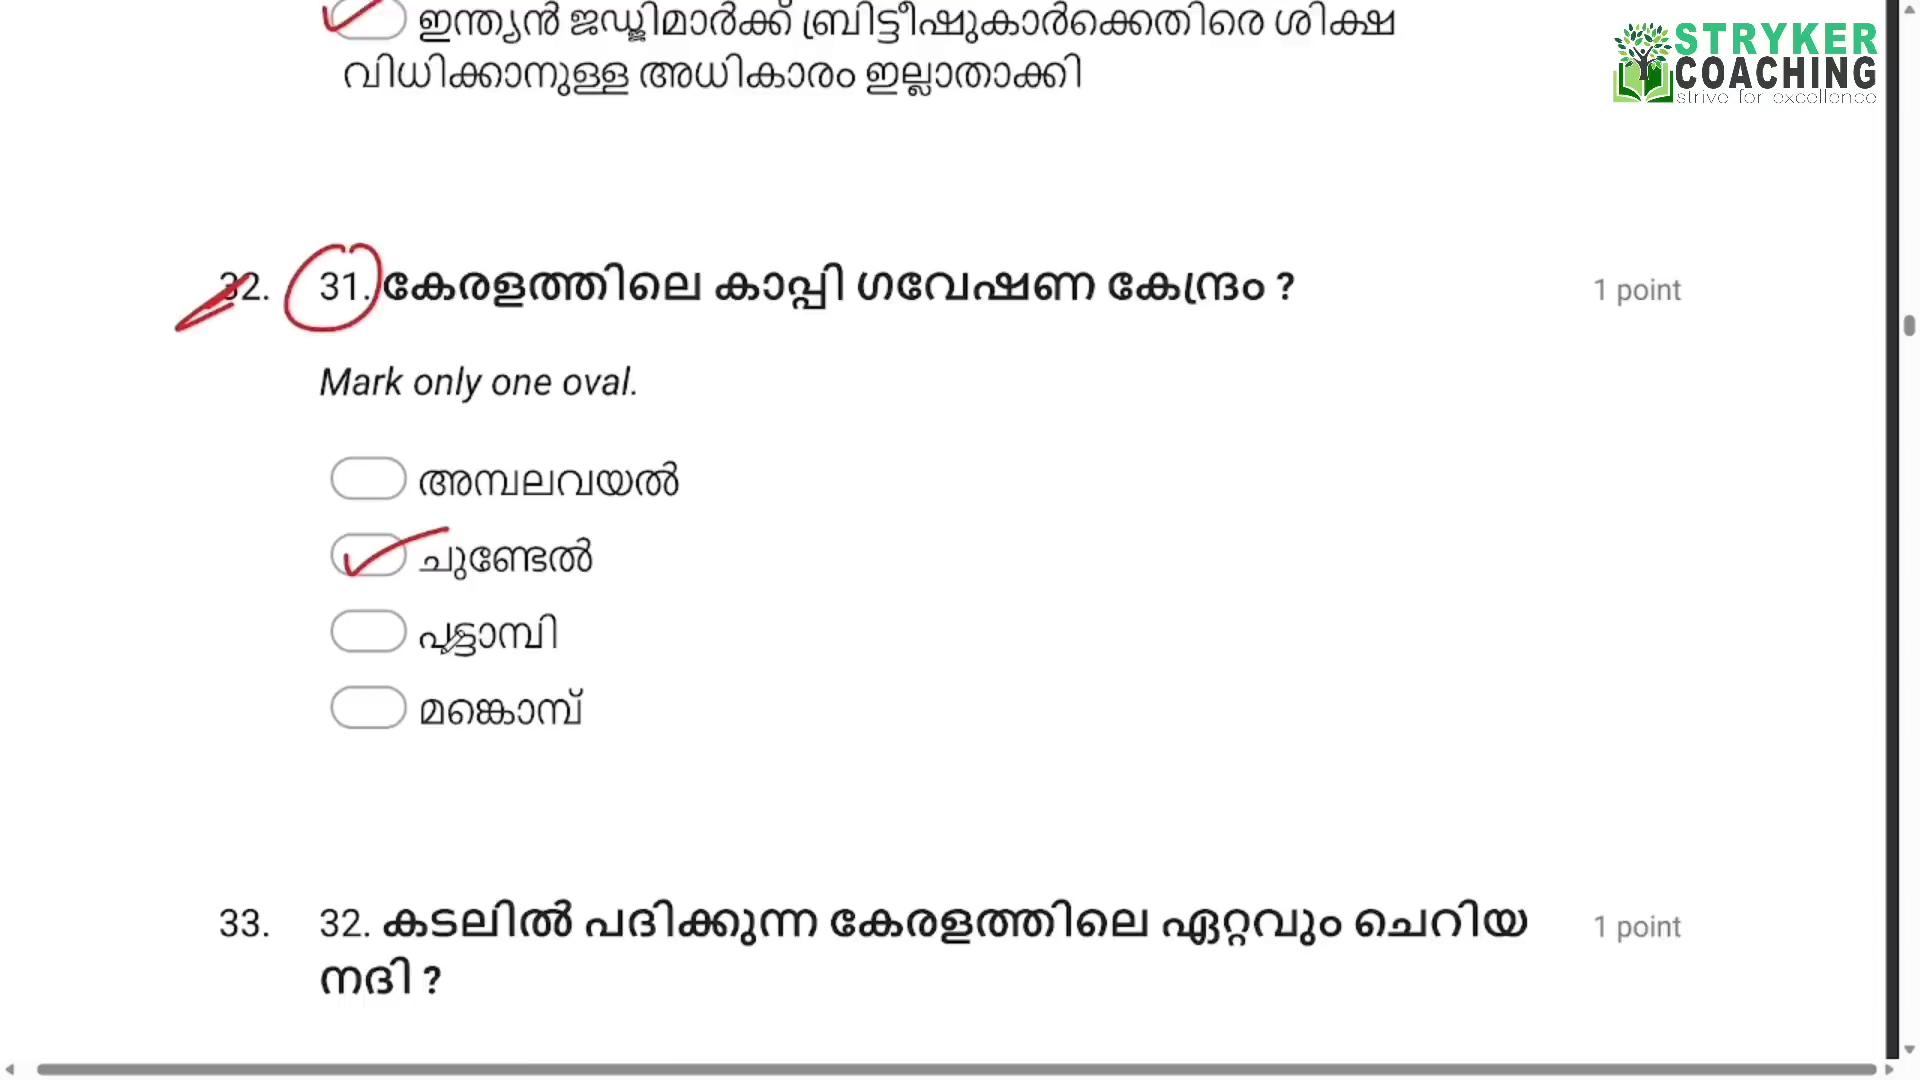 ഇന്ത്യൻ ജഡ്ജിമാർക്ക് ബ്രിട്ടീഷുകാർക്കെതിരെ ശിക്ഷ
വിധിക്കാനുള്ള അധികാരം ഇല്ലാതാക്കി
STRYKER
COACHING
strive for excellence
32. 31. കേരളത്തിലെ കാപ്പി ഗവേഷണ കേന്ദ്രം ? 1 point
Mark only one oval.
അമ്പലവയൽ
ചുണ്ടേൽ
പട്ടാമ്പി
മങ്കൊമ്പ്
33. 32. കടലിൽ പദിക്കുന്ന കേരളത്തിലെ ഏറ്റവും ചെറിയ 1 point
നദി ?